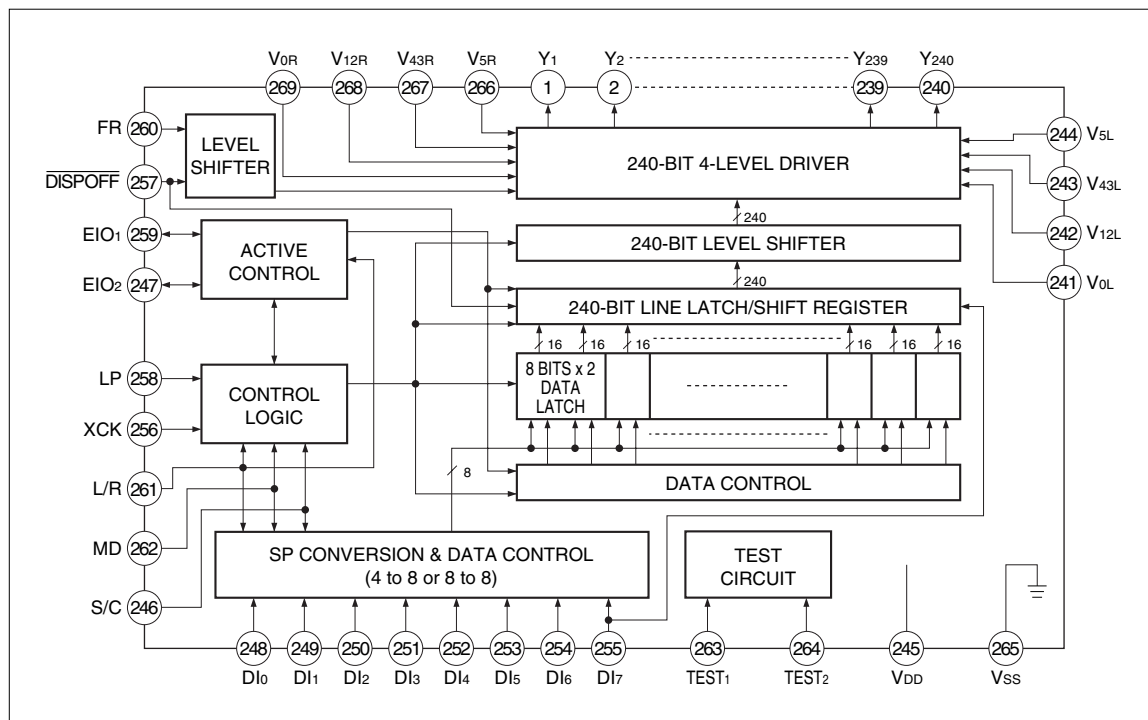 V0R V12R V43R V5R Y1 Y2 Y239 Y240
269 268 267 266 1 2 239 240
FR 260
LEVEL
SHIFTER
DISPOFF 257
240-BIT 4-LEVEL DRIVER
244 V5L
243 V43L
242 V12L
241 V0L
240
EIO1 259
EIO2 247
ACTIVE
CONTROL
240-BIT LEVEL SHIFTER
240
240-BIT LINE LATCH/SHIFT REGISTER
16 16 16 16 16 16
LP 258
XCK 256
CONTROL
LOGIC
8 BITS x 2
DATA
LATCH
L/R 261
8
DATA CONTROL
MD 262
S/C 246
SP CONVERSION & DATA CONTROL
(4 to 8 or 8 to 8)
TEST
CIRCUIT
248 249 250 251 252 253 254 255 263 264 245 265
DI0 DI1 DI2 DI3 DI4 DI5 DI6 DI7 TEST1 TEST2 VDD VSS